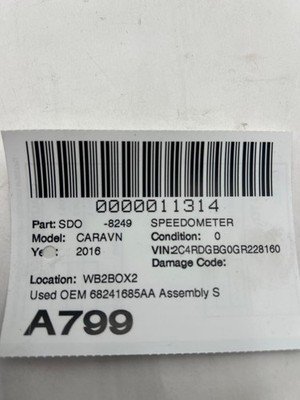 0000011314
Part: SDO -8249 SPEEDOMETER
Model: CARAVN Condition: 0
2016 VIN:2C4RDGBG0GR228160
Damage Code:
Location: WB2BOX2
Used OEM 68241685AA Assembly S
A799